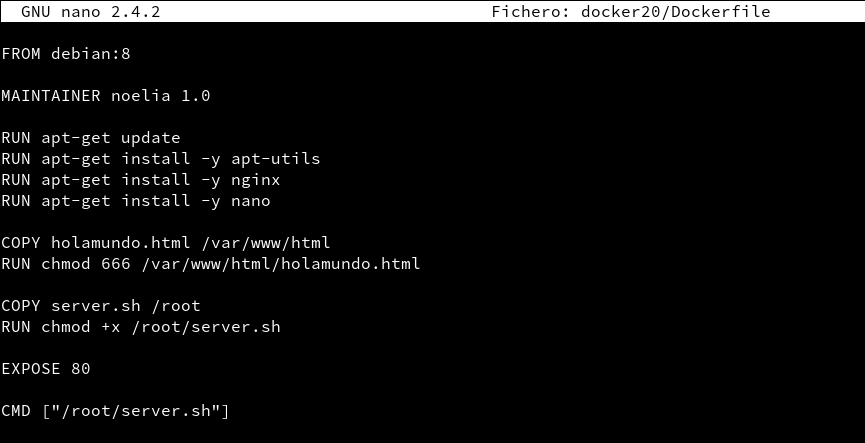 GNU nano 2.4.2 Fichero: docker20/Dockerfile
FROM debian:8
MAINTAINER noelia 1.0
RUN apt-get update
RUN apt-get install -y apt-utils
RUN apt-get install -y nginx
RUN apt-get install -y nano
COPY holamundo.html /var/www/html
RUN chmod 666 /var/www/html/holamundo.html
COPY server.sh /root
RUN chmod +x /root/server.sh
EXPOSE 80
CMD ["/root/server.sh"]